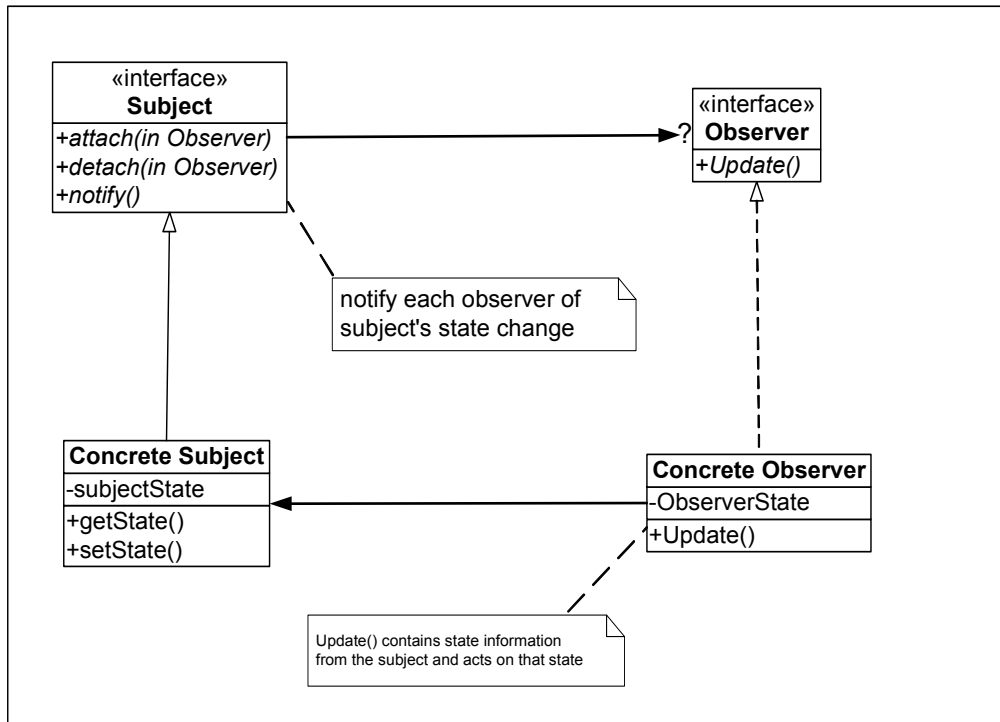 «interface»
Subject
+attach(in Observer)
+detach(in Observer)
+notify()
?
«interface»
Observer
+Update()
notify each observer of
subject's state change
Concrete Subject
-subjectState
+getState()
+setState()
Concrete Observer
-ObserverState
+Update()
Update() contains state information
from the subject and acts on that state